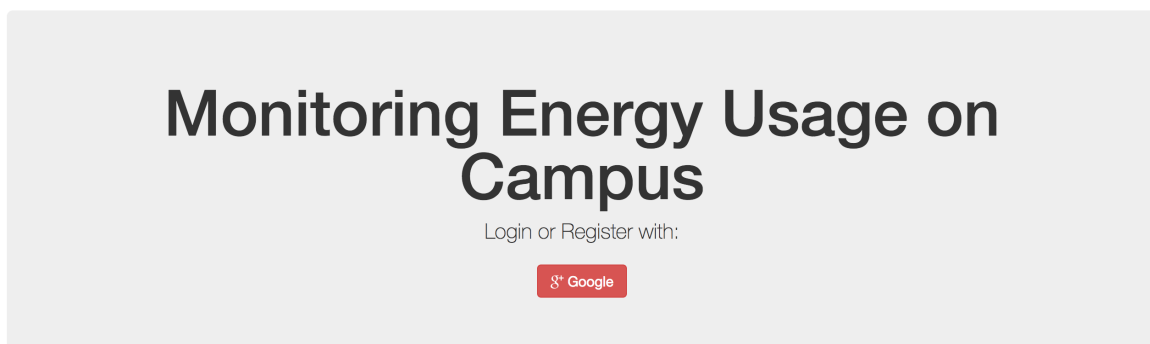 Monitoring Energy Usage on
Campus
Login or Register with:
g+ Google